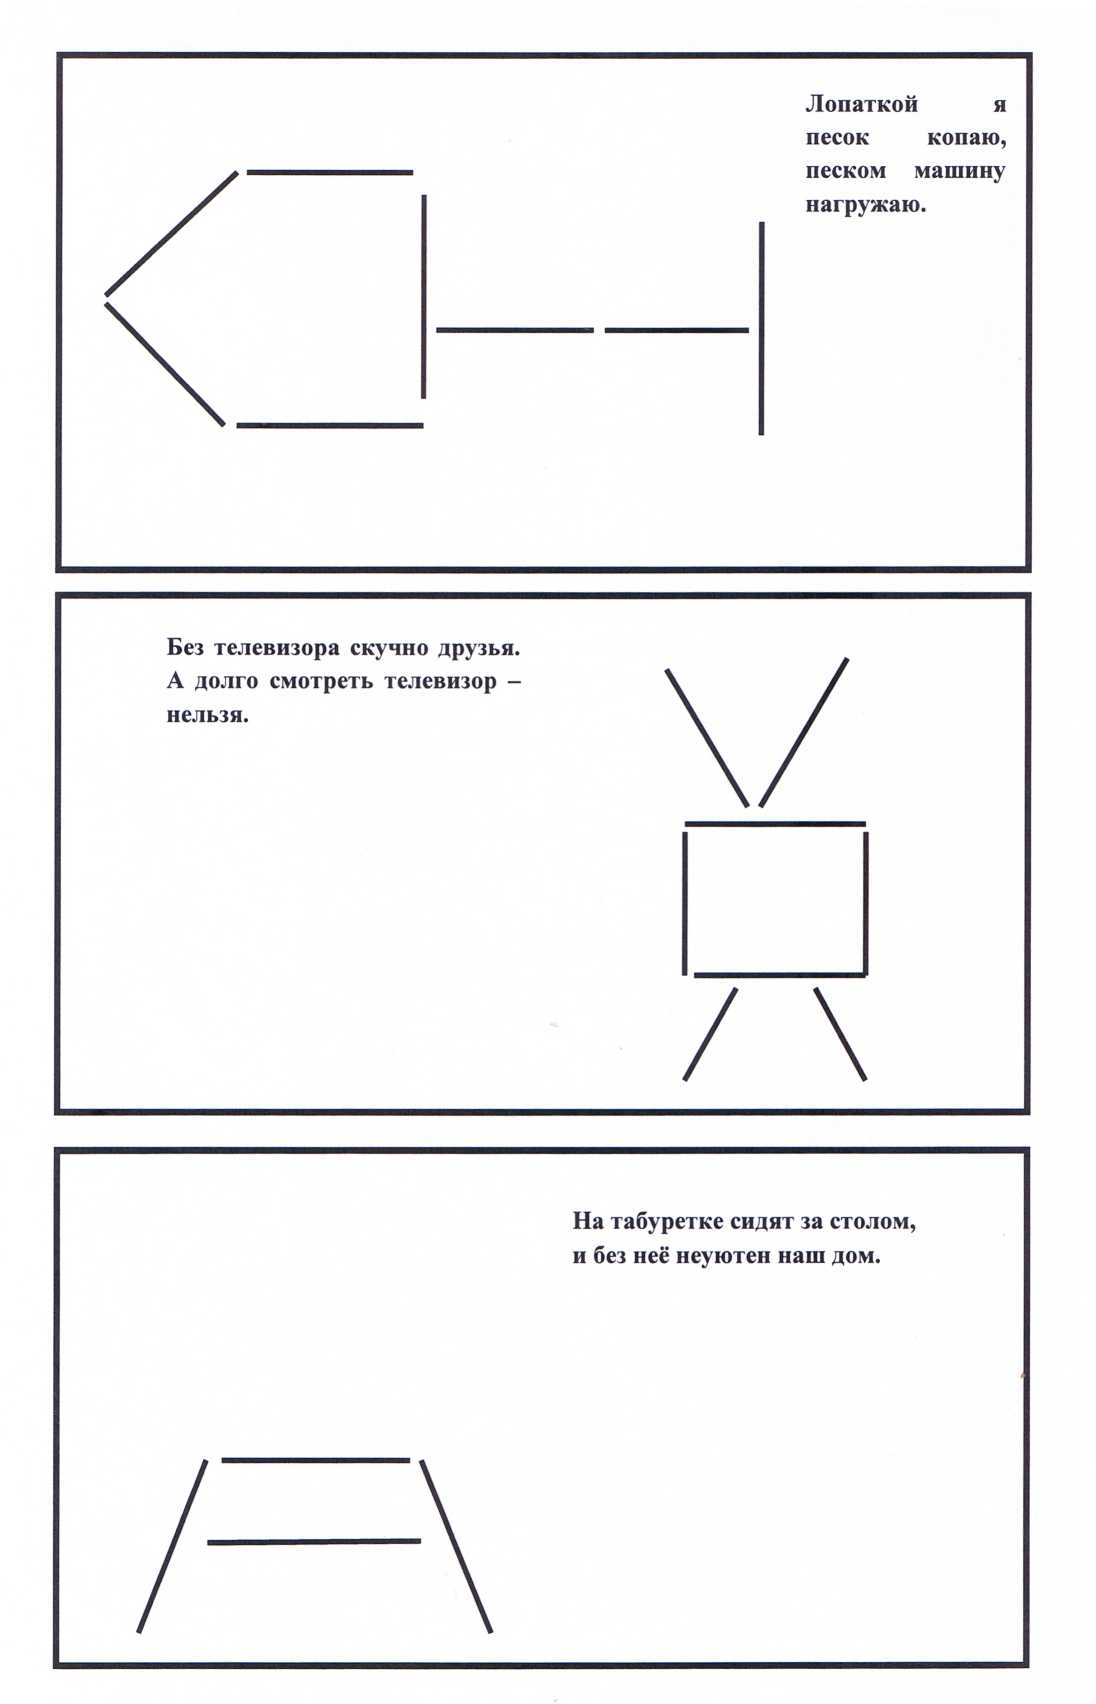 Лопаткой я
песок копаю,
песком машину
нагружаю.
Без телевизора скучно друзья.
А долго смотреть телевизор –
нельзя.
На табуретке сидят за столом,
и без неё неуютен наш дом.